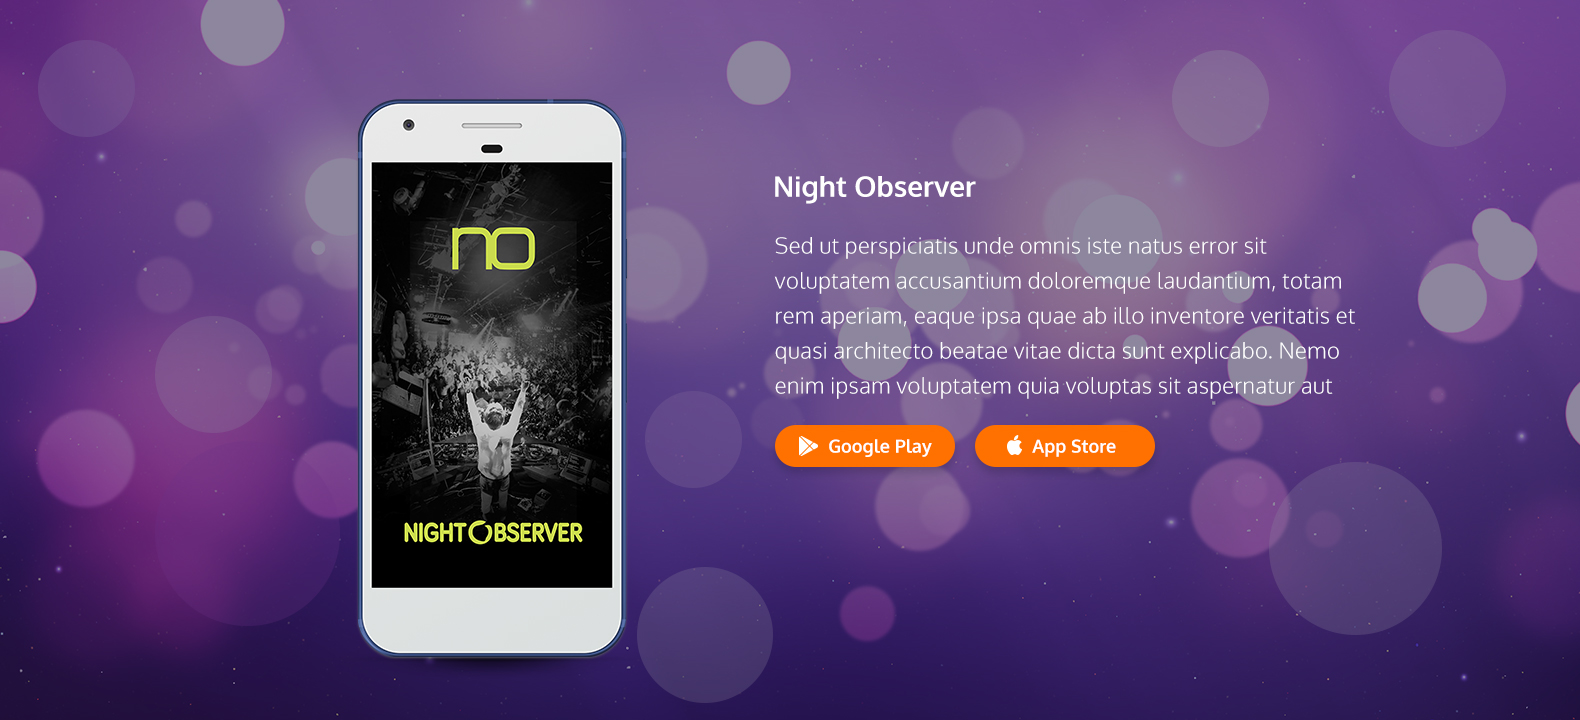 no
NIGHT OBSERVER
Night Observer
Sed ut perspiciatis unde omnis iste natus error sit
voluptatem accusantium doloremque laudantium, totam
rem aperiam, eaque ipsa quae ab illo inventore veritatis et
quasi architecto beatae vitae dicta sunt explicabo. Nemo
enim ipsam voluptatem quia voluptas sit aspernatur aut
Google Play
App Store